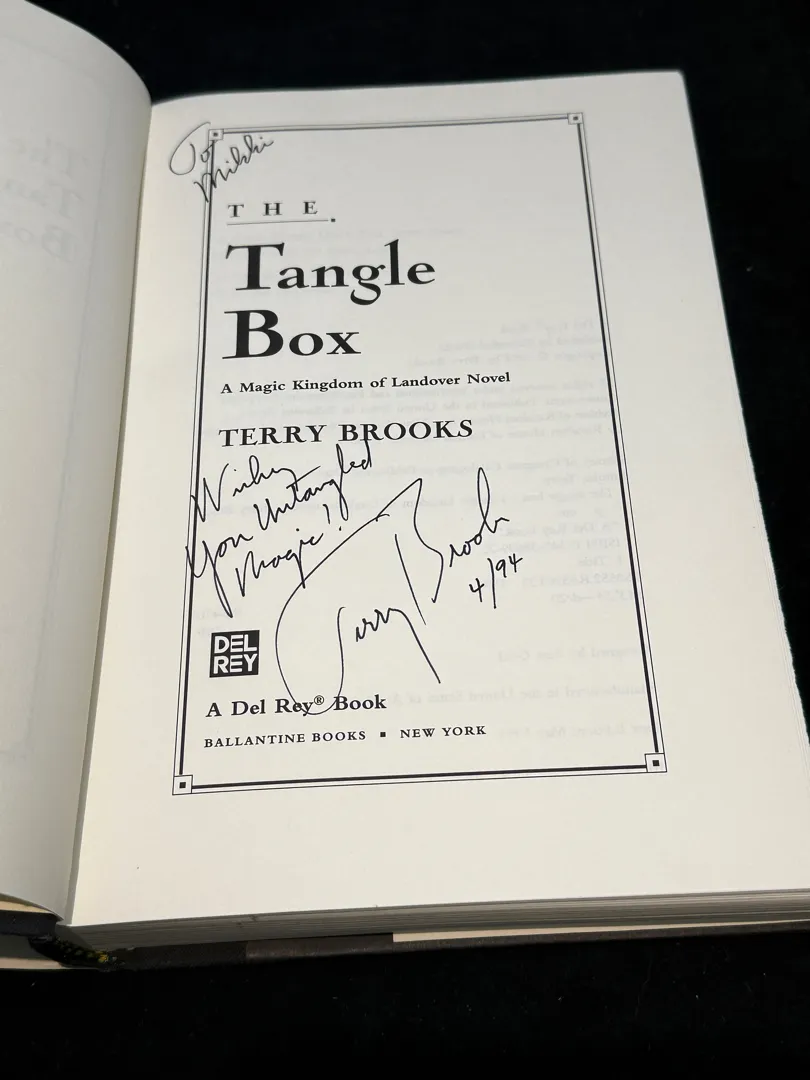 To
Mikki
THE
Tangle
Box
A Magic Kingdom of Landover Novel
TERRY BROOKS
Wishing
You Untangled
Magic!
Terry Brooks
4/94
DEL
REY
A Del Rey® Book
BALLANTINE BOOKS ▪ NEW YORK